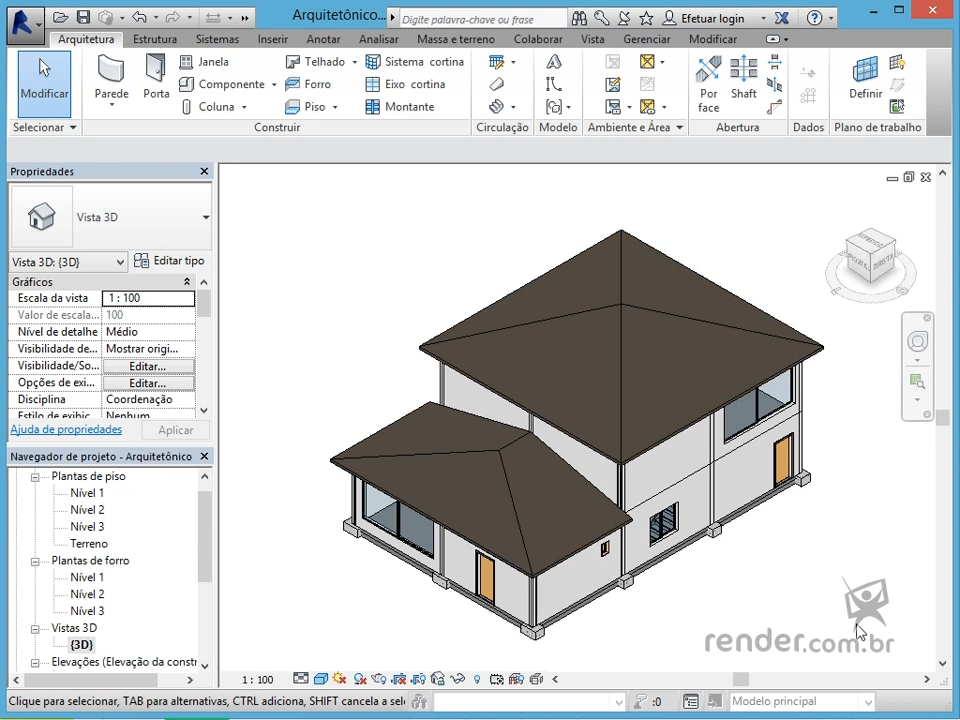 Arquitetônico...
Digite palavra-chave ou frase
Efetuar login
Arquitetura Estrutura Sistemas Inserir Anotar Analisar Massa e terreno Colaborar Vista Gerenciar Modificar
Modificar
Parede
Porta
Janela
Componente
Coluna
Telhado
Forro
Piso
Sistema cortina
Eixo cortina
Montante
Por
face
Shaft
Definir
Selecionar
Construir
Circulação
Modelo
Ambiente e Área
Abertura
Dados
Plano de trabalho
Propriedades
Vista 3D
Vista 3D: {3D}
Editar tipo
Gráficos
Escala da vista 1 : 100
Valor de escala... 100
Nível de detalhe Médio
Visibilidade de... Mostrar origi...
Visibilidade/So... Editar...
Opções de exi... Editar...
Disciplina Coordenação
Estilo de exibic... Nenhum
Ajuda de propriedades
Aplicar
Navegador de projeto - Arquitetônico
Plantas de piso
Nível 1
Nível 2
Nível 3
Terreno
Plantas de forro
Nível 1
Nível 2
Nível 3
Vistas 3D
{3D}
Elevações (Elevação da constr
render.com.br
1 : 100
Clique para selecionar, TAB para alternativas, CTRL adiciona, SHIFT cancela a sel
:0
Modelo principal